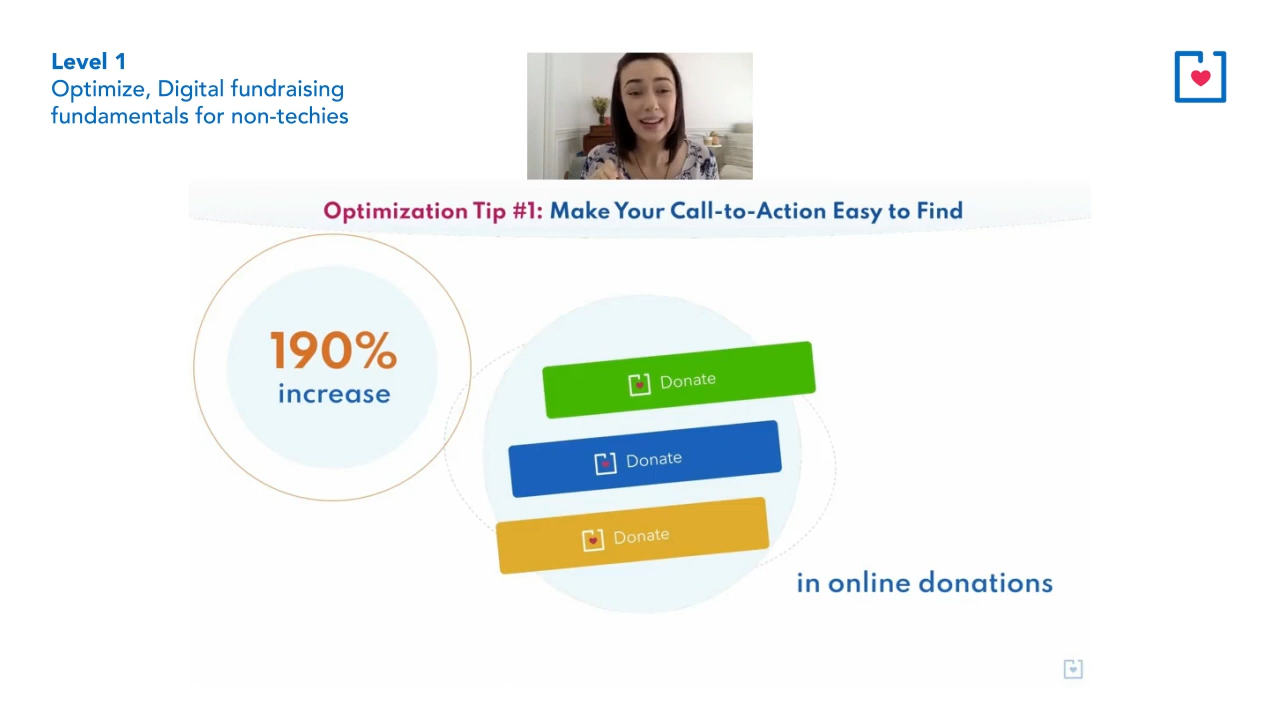 Level 1
Optimize, Digital fundraising
fundamentals for non-techies
Optimization Tip #1: Make Your Call-to-Action Easy to Find
190%
increase
Donate
Donate
Donate
in online donations